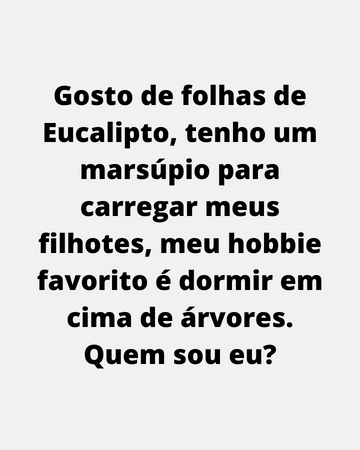 Gosto de folhas de
Eucalipto, tenho um
marsúpio para
carregar meus
filhotes, meu hobbie
favorito é dormir em
cima de árvores.
Quem sou eu?